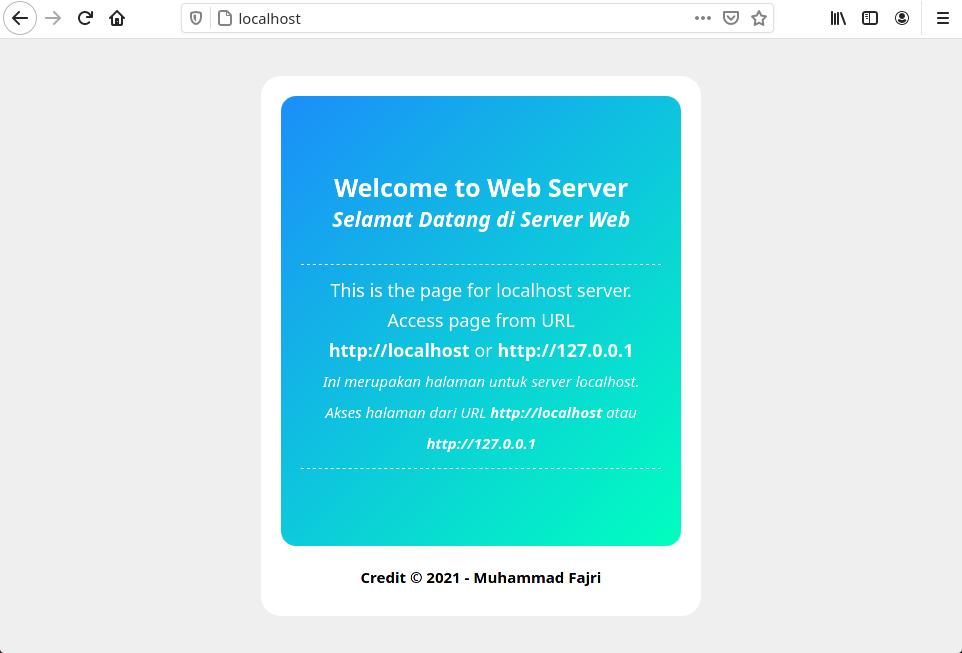 localhost
Welcome to Web Server
Selamat Datang di Server Web
This is the page for localhost server.
Access page from URL
http://localhost or http://127.0.0.1
Ini merupakan halaman untuk server localhost.
Akses halaman dari URL http://localhost atau
http://127.0.0.1
Credit © 2021 - Muhammad Fajri